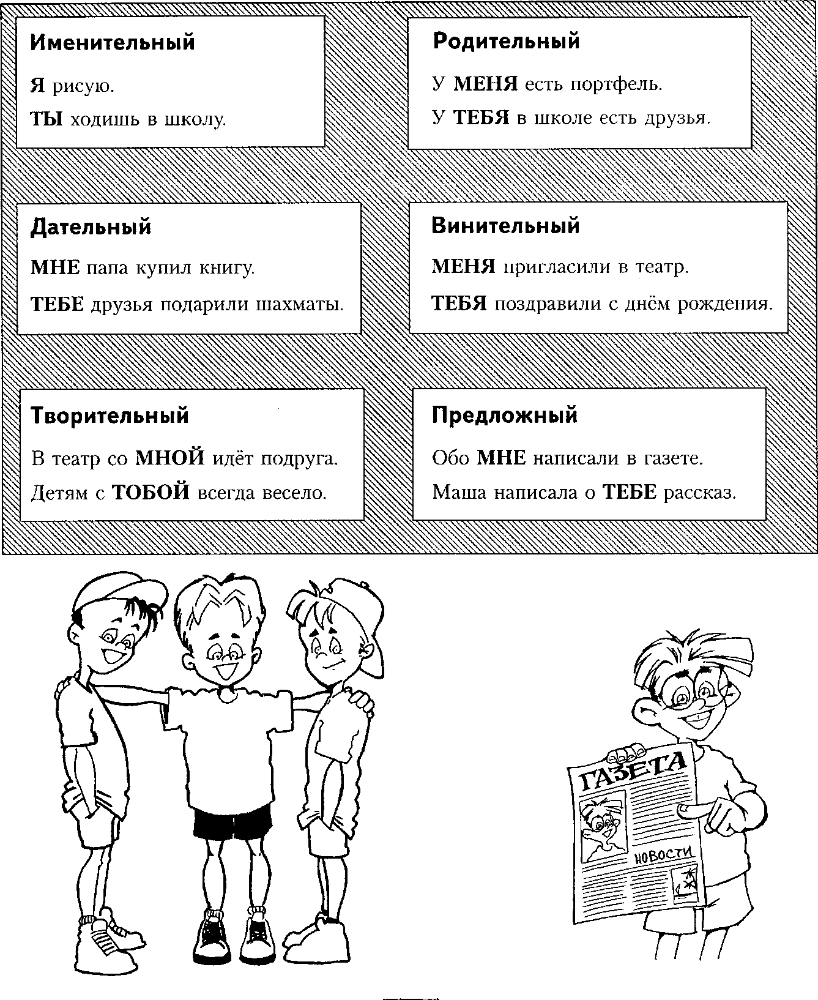 Именительный
Я рисую.
ТЫ ходишь в школу.
Родительный
У МЕНЯ есть портфель.
У ТЕБЯ в школе есть друзья.
Дательный
МНЕ папа купил книгу.
ТЕБЕ друзья подарили шахматы.
Винительный
МЕНЯ пригласили в театр.
ТЕБЯ поздравили с днём рождения.
Творительный
В театр со МНОЙ идёт подруга.
Детям с ТОБОЙ всегда весело.
Предложный
Обо МНЕ написали в газете.
Маша написала о ТЕБЕ рассказ.
ГАЗЕТА
НОВОСТИ